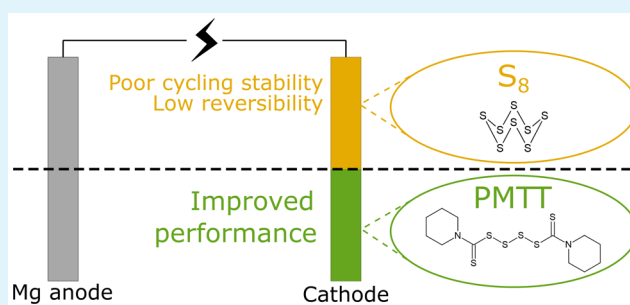 Poor cycling stability
Low reversibility
S₈
S
S
S
S
S
S
S
S
Improved
performance
PMTT
N
S
S
S
S
S
N
S
Mg anode
Cathode